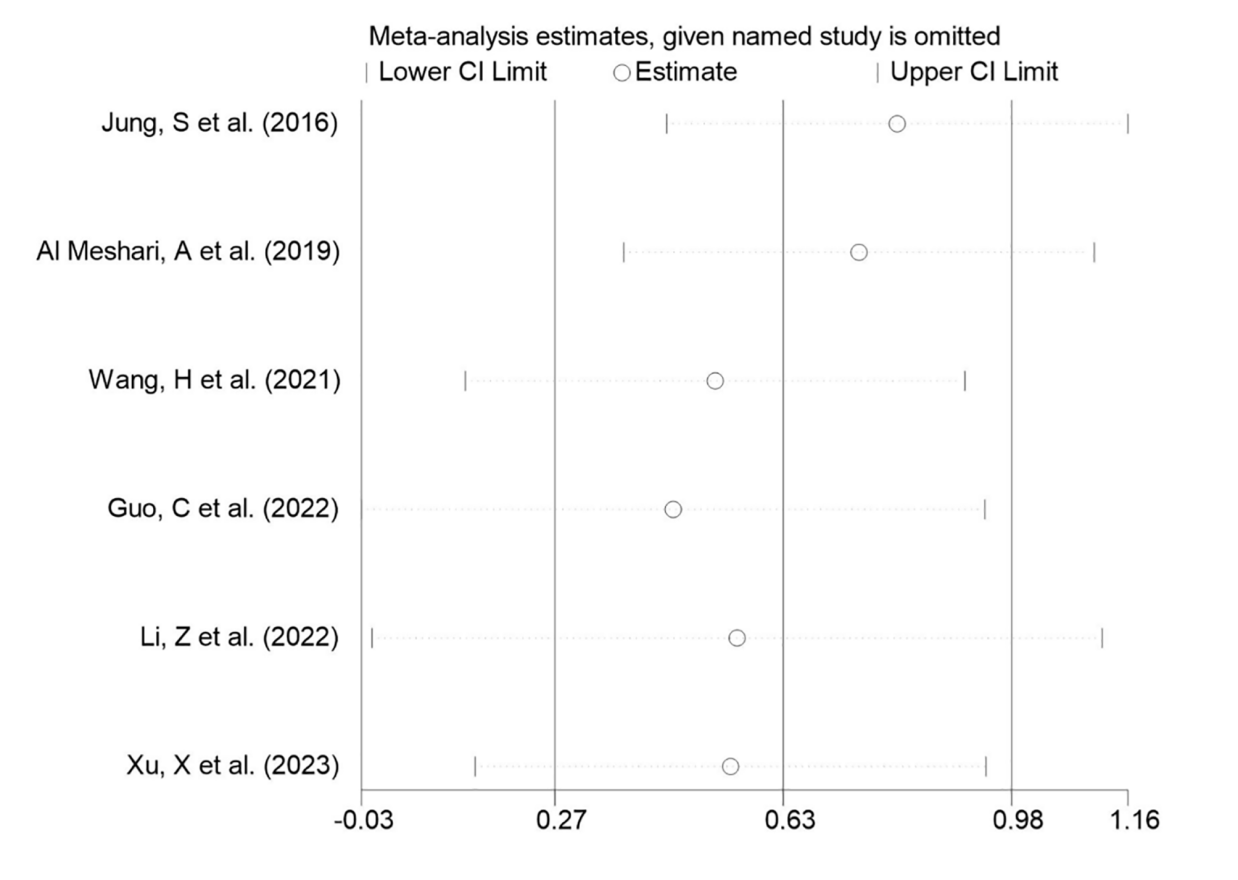 Meta-analysis estimates, given named study is omitted
| Lower CI Limit ○ Estimate | Upper CI Limit
Jung, S et al. (2016)
Al Meshari, A et al. (2019)
Wang, H et al. (2021)
Guo, C et al. (2022)
Li, Z et al. (2022)
Xu, X et al. (2023)
-0.03 0.27 0.63 0.98 1.16